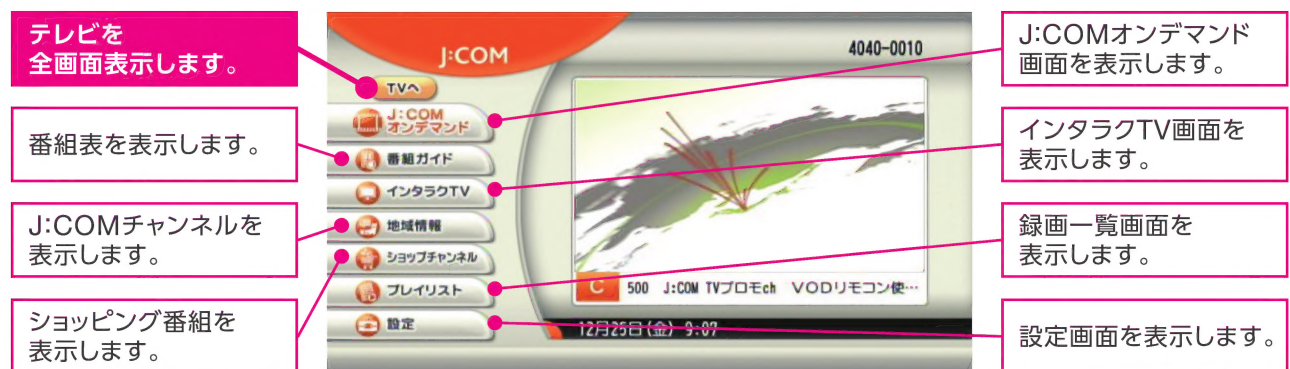 テレビを
全画面表示します。
番組表を表示します。
J:COMチャンネルを
表示します。
ショッピング番組を
表示します。
J:COM
4040-0010
TVへ
J:COM
オンデマンド
番組ガイド
インタラクTV
地域情報
ショップチャンネル
プレイリスト
設定
C 500 J:COM TVプロモch VODリモコン使…
12月25日(金) 9:07
J:COMオンデマンド
画面を表示します。
インタラクTV画面を
表示します。
録画一覧画面を
表示します。
設定画面を表示します。